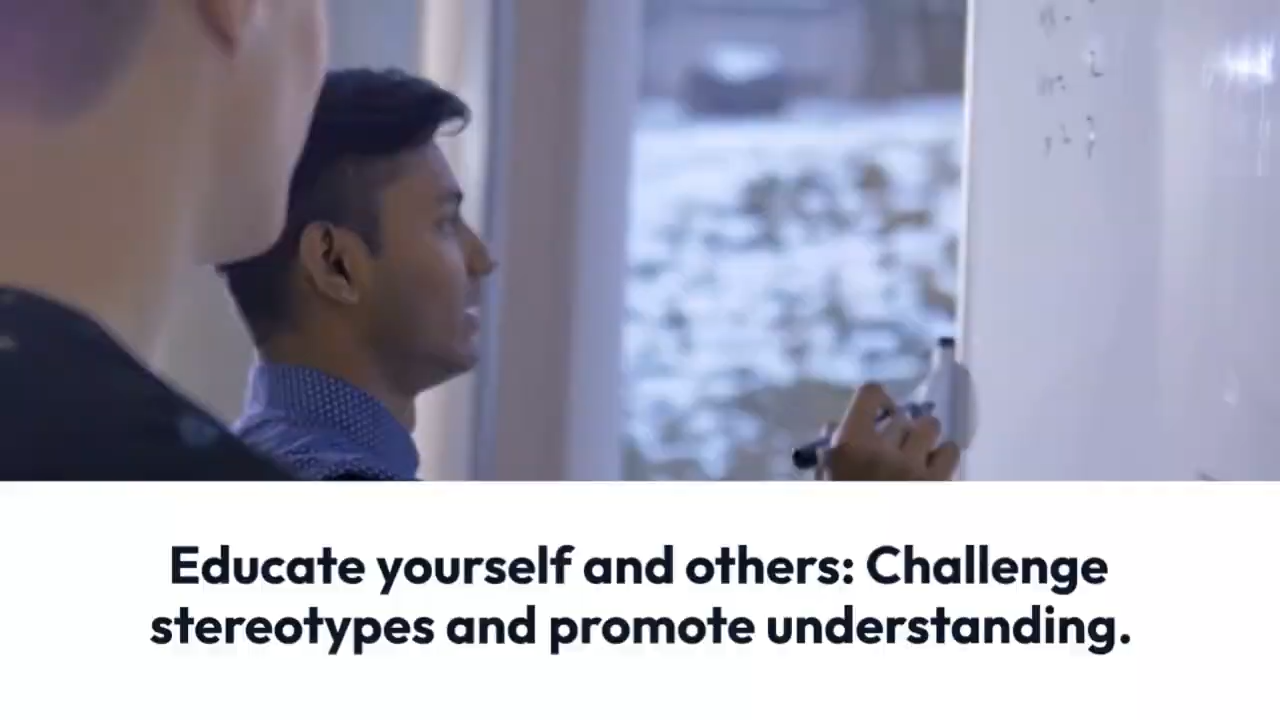 Educate yourself and others: Challenge
stereotypes and promote understanding.